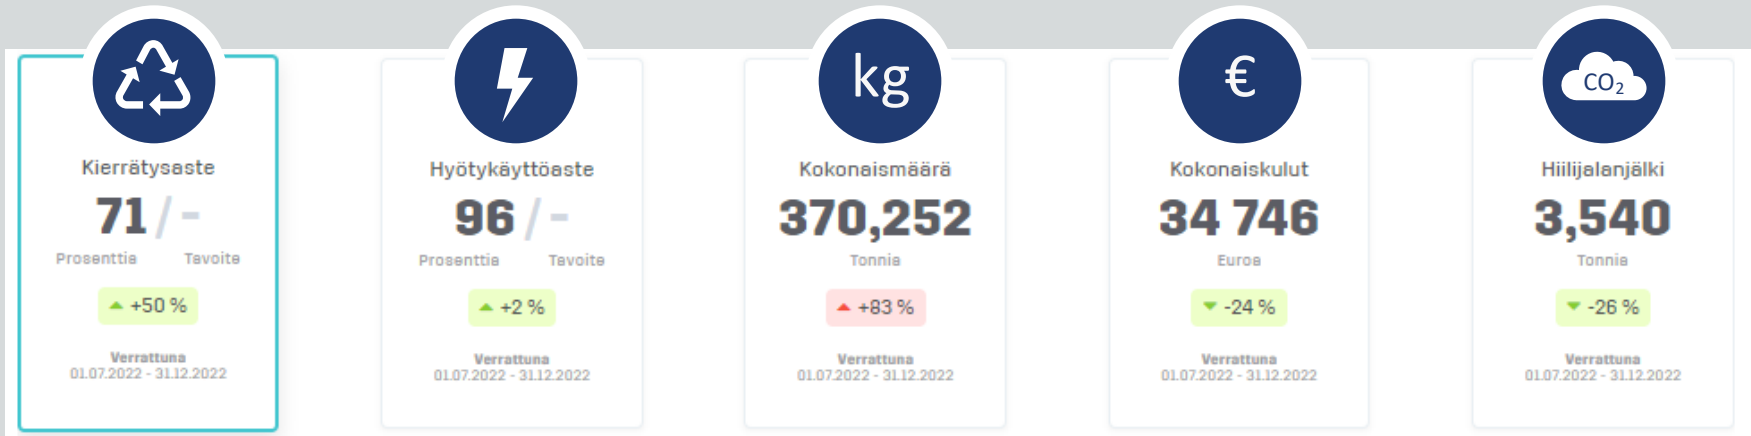 Kierrätysaste
71 / -
Prosenttia Tavoite
+50 %
Verrattuna
01.07.2022 - 31.12.2022
Hyötykäyttöaste
96 / -
Prosenttia Tavoite
+2 %
Verrattuna
01.07.2022 - 31.12.2022
kg
Kokonaismäärä
370,252
Tonnia
+83 %
Verrattuna
01.07.2022 - 31.12.2022
€
Kokonaiskulut
34 746
Euroa
-24 %
Verrattuna
01.07.2022 - 31.12.2022
CO₂
Hiilijalanjälki
3,540
Tonnia
-26 %
Verrattuna
01.07.2022 - 31.12.2022